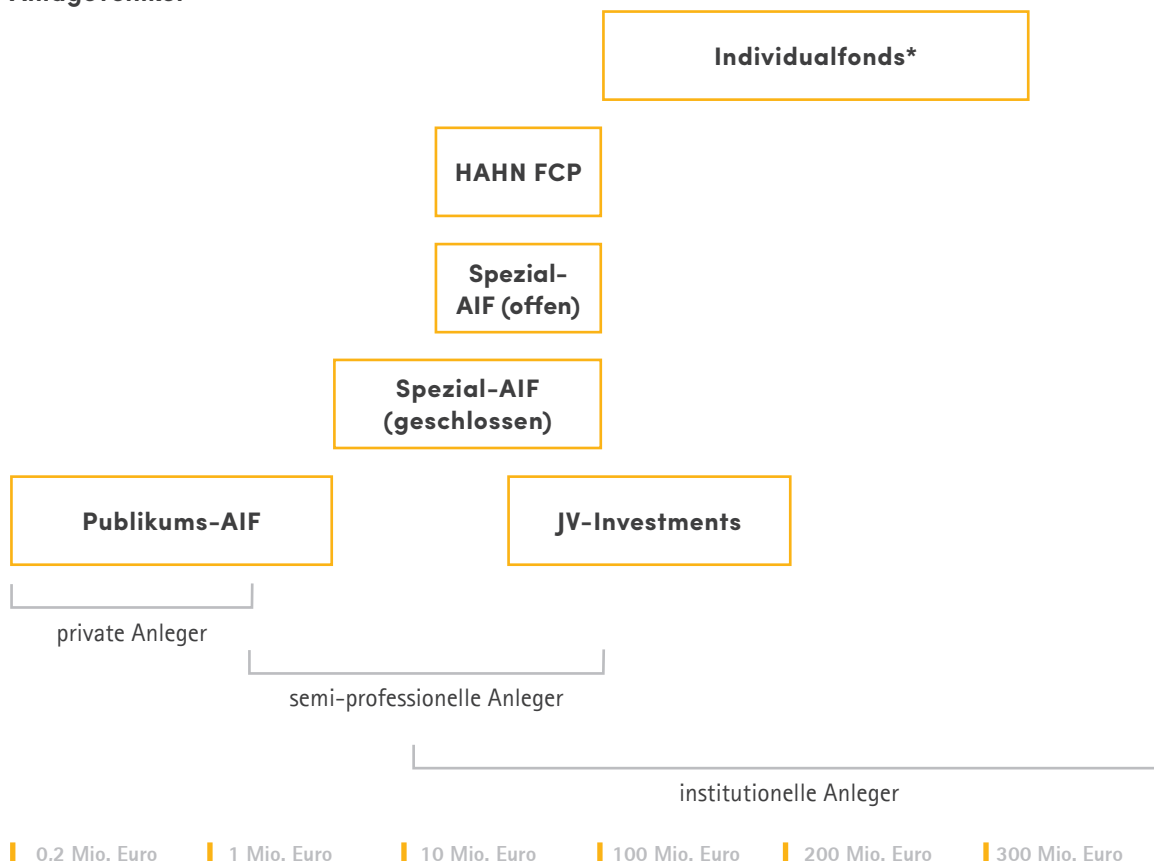 Individualfonds*
HAHN FCP
Spezial-
AIF (offen)
Spezial-AIF
(geschlossen)
Publikums-AIF
JV-Investments
private Anleger
semi-professionelle Anleger
institutionelle Anleger
0,2 Mio. Euro
1 Mio. Euro
10 Mio. Euro
100 Mio. Euro
200 Mio. Euro
300 Mio. Euro